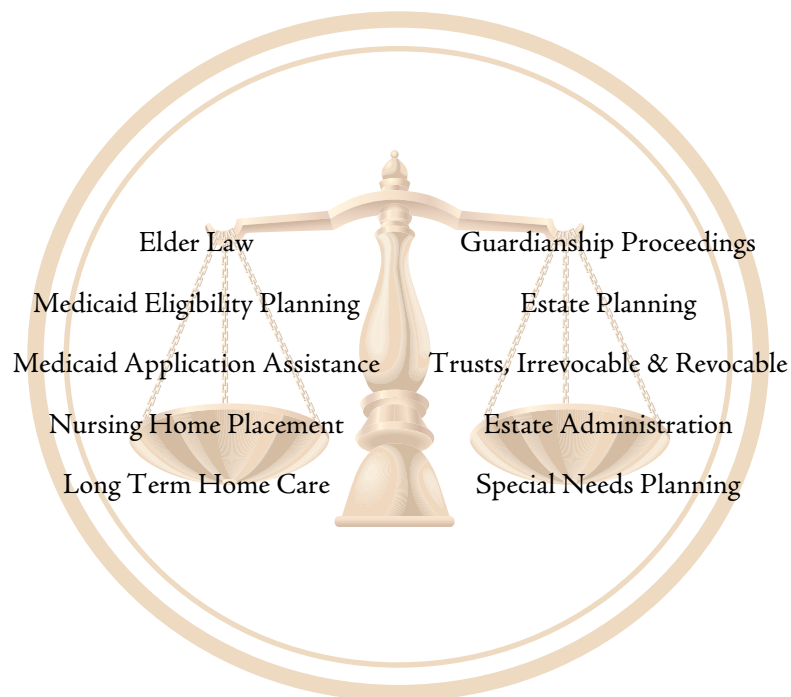 Elder Law
Medicaid Eligibility Planning
Medicaid Application Assistance
Nursing Home Placement
Long Term Home Care
Guardianship Proceedings
Estate Planning
Trusts, Irrevocable & Revocable
Estate Administration
Special Needs Planning